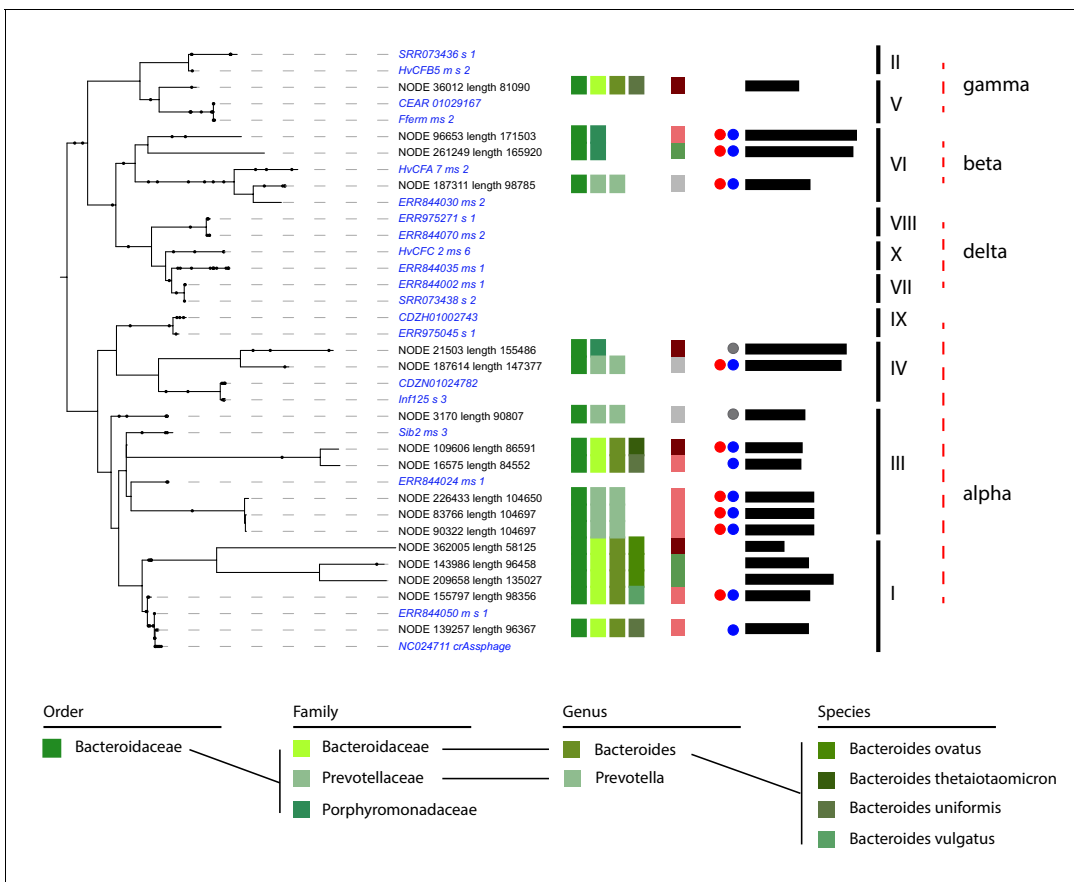 SRR073436 s 1
HvCFB5 m s 2
NODE 36012 length 81090
CEAR 01029167
Fferm ms 2
NODE 96653 length 171503
NODE 261249 length 165920
HvCFA 7 ms 2
NODE 187311 length 98785
ERR844030 ms 2
ERR975271 s 1
ERR844070 ms 2
HvCFC 2 ms 6
ERR844035 ms 1
ERR844002 ms 1
SRR073438 s 2
CDZH01002743
ERR975045 s 1
NODE 21503 length 155486
NODE 187614 length 147377
CDZN01024782
Inf125 s 3
NODE 3170 length 90807
Sib2 ms 3
NODE 109606 length 86591
NODE 16575 length 84552
ERR844024 ms 1
NODE 226433 length 104650
NODE 83766 length 104697
NODE 90322 length 104697
NODE 362005 length 58125
NODE 143986 length 96458
NODE 209658 length 135027
NODE 155797 length 98356
ERR844050 m s 1
NODE 139257 length 96367
NC024711 crAssphage
II
V
VI
VIII
X
VII
IX
IV
III
I
gamma
beta
delta
alpha
Order
Bacteroidaceae
Family
Bacteroidaceae
Prevotellaceae
Porphyromonadaceae
Genus
Bacteroides
Prevotella
Species
Bacteroides ovatus
Bacteroides thetaiotaomicron
Bacteroides uniformis
Bacteroides vulgatus